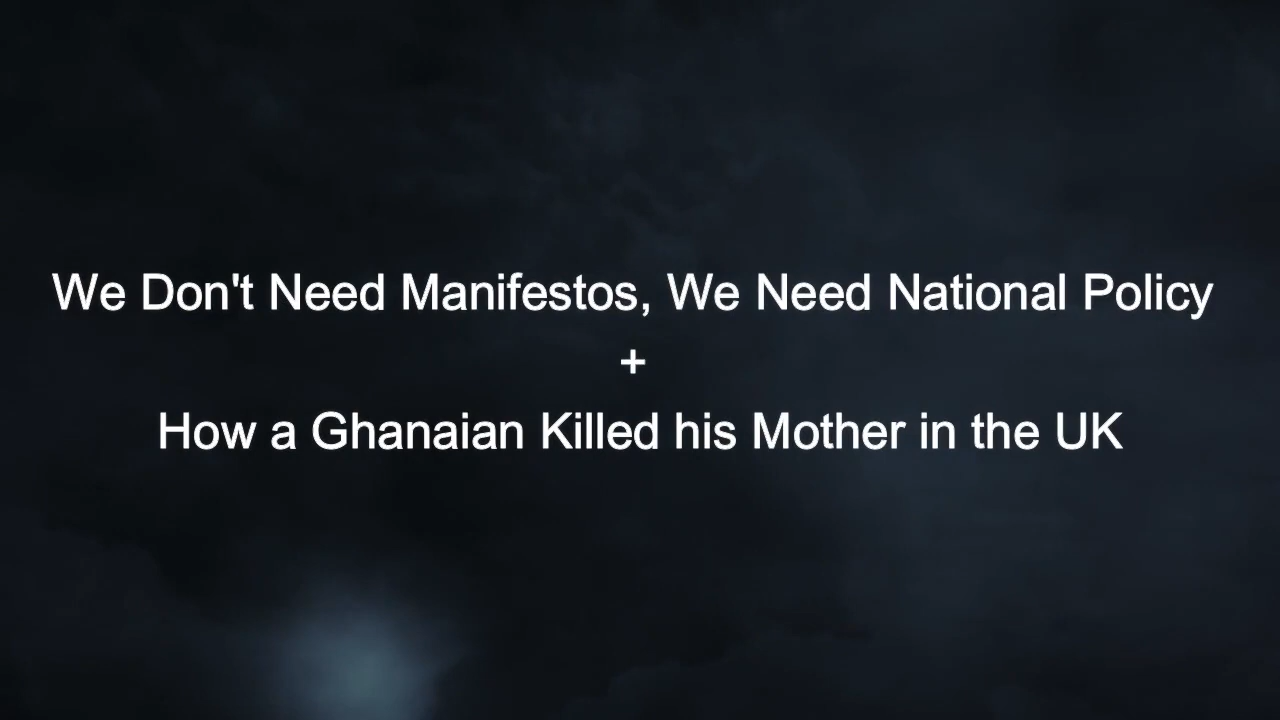 We Don't Need Manifestos, We Need National Policy
+
How a Ghanaian Killed his Mother in the UK